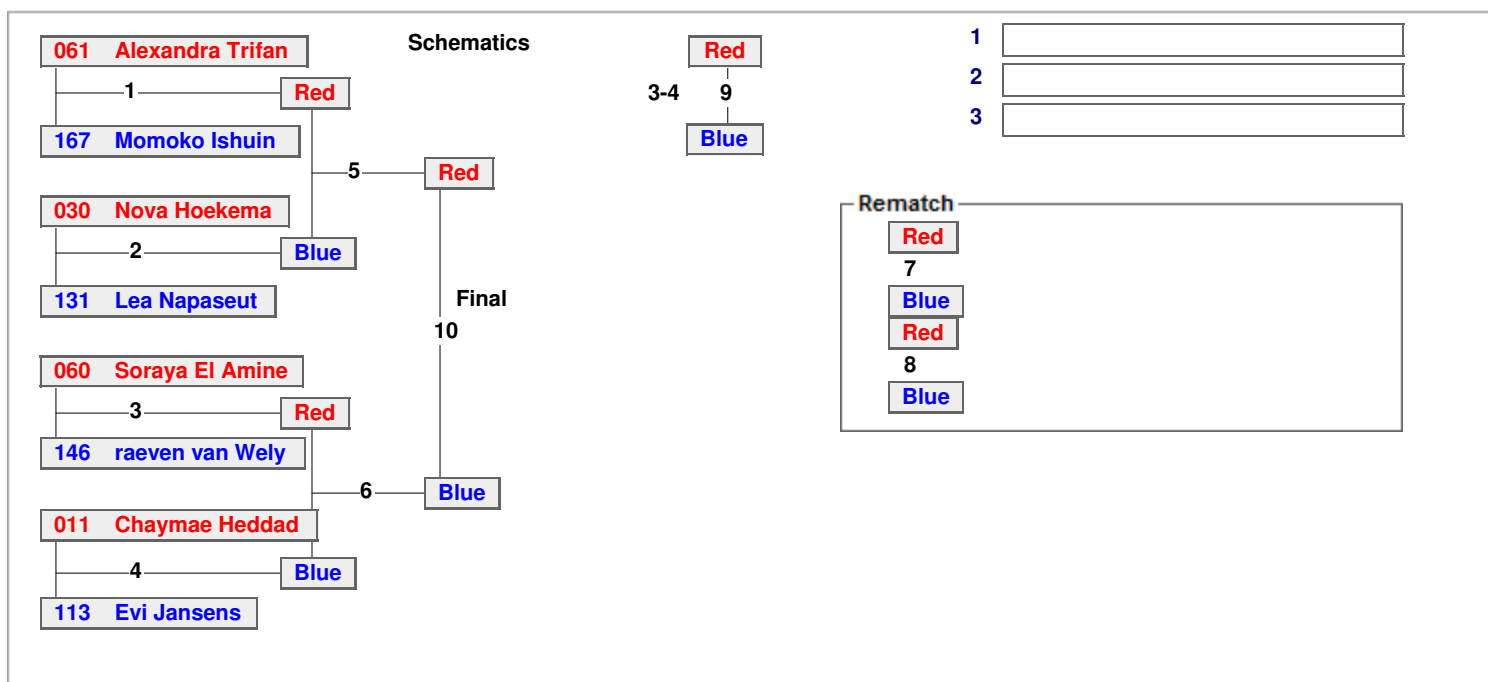 061 Alexandra Trifan
1
Red
167 Momoko Ishuin
5
Red
030 Nova Hoekema
2
Blue
131 Lea Napaseut
Final
10
060 Soraya El Amine
3
Red
146 raeven van Wely
6
Blue
011 Chaymae Heddad
4
Blue
113 Evi Jansens
Schematics
Red
3-4 9
Blue
1
2
3
Rematch
Red
7
Blue
Red
8
Blue